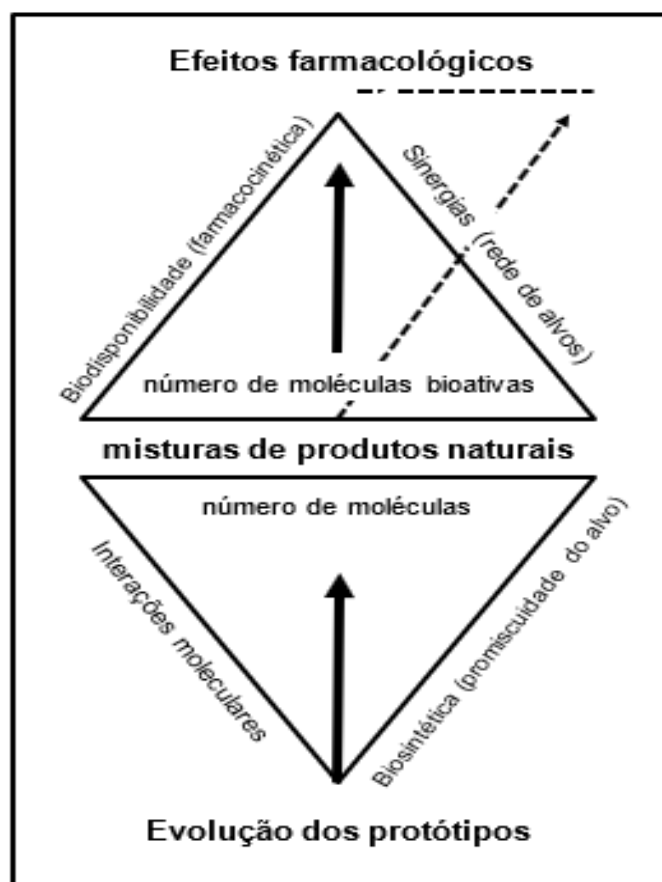 Efeitos farmacológicos
Biodisponibilidade (farmacocinética)
Sinergias (rede de alvos)
número de moléculas bioativas
misturas de produtos naturais
número de moléculas
Interações moleculares
Biosintética (promiscuidade do alvo)
Evolução dos protótipos